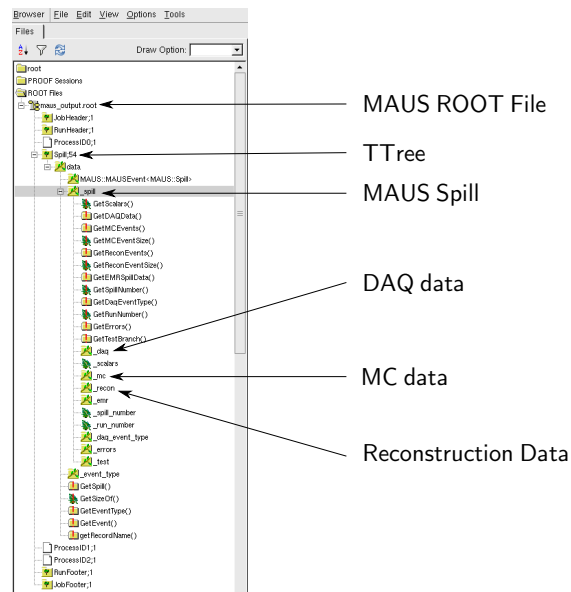 Browser File Edit View Options Tools
Files
Draw Option:
root
PROOF Sessions
ROOT Files
maus_output.root
JobHeader;1
RunHeader;1
ProcessID0;1
Spill;54
data
MAUS::MAUSEvent<MAUS::Spill>
_spill
GetScalars()
GetDAQData()
GetMCEvents()
GetMCEventSize()
GetReconEvents()
GetReconEventSize()
GetEMRSpillData()
GetSpillNumber()
GetDaqEventType()
GetRunNumber()
GetErrors()
GetTestBranch()
_daq
_scalars
_mc
_recon
_emr
_spill_number
_run_number
_daq_event_type
_errors
_test
_event_type
GetSpill()
GetSizeOf()
GetEventType()
GetEvent()
getRecordName()
ProcessID1;1
ProcessID2;1
RunFooter;1
JobFooter;1
MAUS ROOT File
TTree
MAUS Spill
DAQ data
MC data
Reconstruction Data